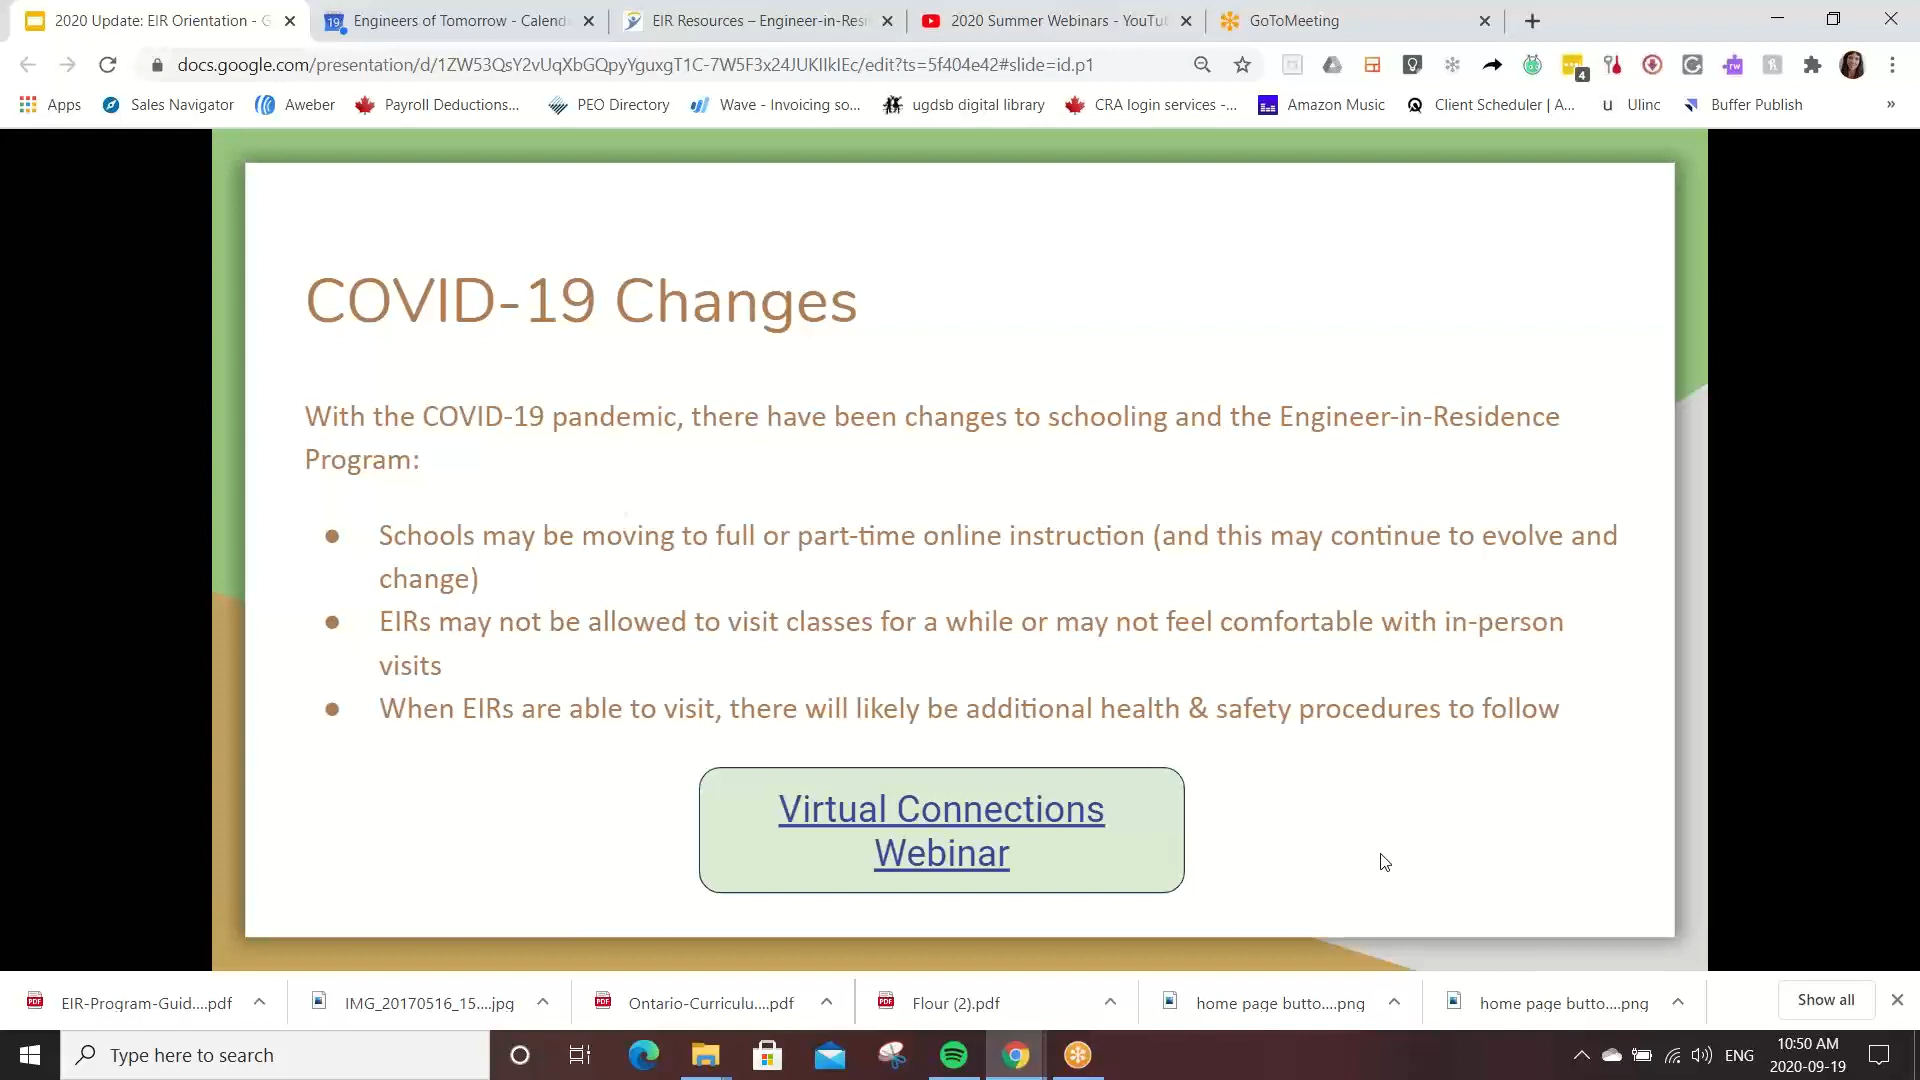 2020 Update: EIR Orientation - G
Engineers of Tomorrow - Calend
EIR Resources – Engineer-in-Resi
2020 Summer Webinars - YouTu
GoToMeeting
docs.google.com/presentation/d/1ZW53QsY2vUqXbGQpyYguxgT1C-7W5F3x24JUKIlkIEc/edit?ts=5f404e42#slide=id.p1
4
Apps
Sales Navigator
Aweber
Payroll Deductions...
PEO Directory
Wave - Invoicing so...
ugdsb digital library
CRA login services -...
Amazon Music
Client Scheduler | A...
Ulinc
Buffer Publish
COVID-19 Changes
With the COVID-19 pandemic, there have been changes to schooling and the Engineer-in-Residence
Program:
● Schools may be moving to full or part-time online instruction (and this may continue to evolve and
change)
● EIRs may not be allowed to visit classes for a while or may not feel comfortable with in-person
visits
● When EIRs are able to visit, there will likely be additional health & safety procedures to follow
Virtual Connections
Webinar
EIR-Program-Guid....pdf
IMG_20170516_15....jpg
Ontario-Curriculu....pdf
Flour (2).pdf
home page butto....png
home page butto....png
Show all
Type here to search
ENG
10:50 AM
2020-09-19